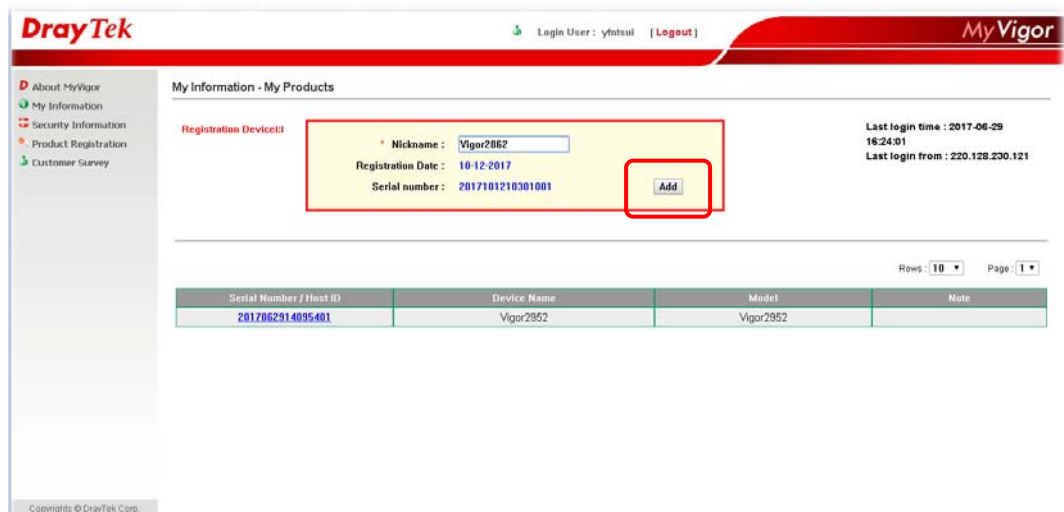 DrayTek
Login User : yfntsui [ Logout ]
MyVigor
About MyVigor
My Information
Security Information
Product Registration
Customer Survey
My Information - My Products
Registration Device
* Nickname : Vigor2862
Registration Date : 10-12-2017
Serial number : 2017101210301001
Add
Last login time : 2017-06-29
16:24:01
Last login from : 220.128.230.121
Rows : 10 Page : 1
Serial Number / Host ID Device Name Model Note
2017062914095401 Vigor2952 Vigor2952
Copyrights © DrayTek Corp.